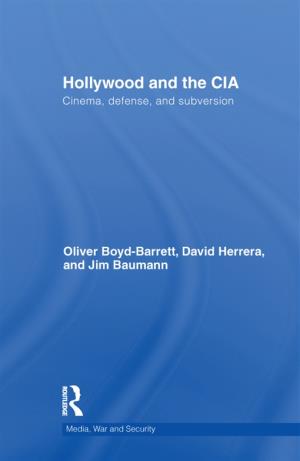 Hollywood and the CIA
Cinema, defense, and subversion
Oliver Boyd-Barrett, David Herrera,
and Jim Baumann
ROUTLEDGE
Media, War and Security